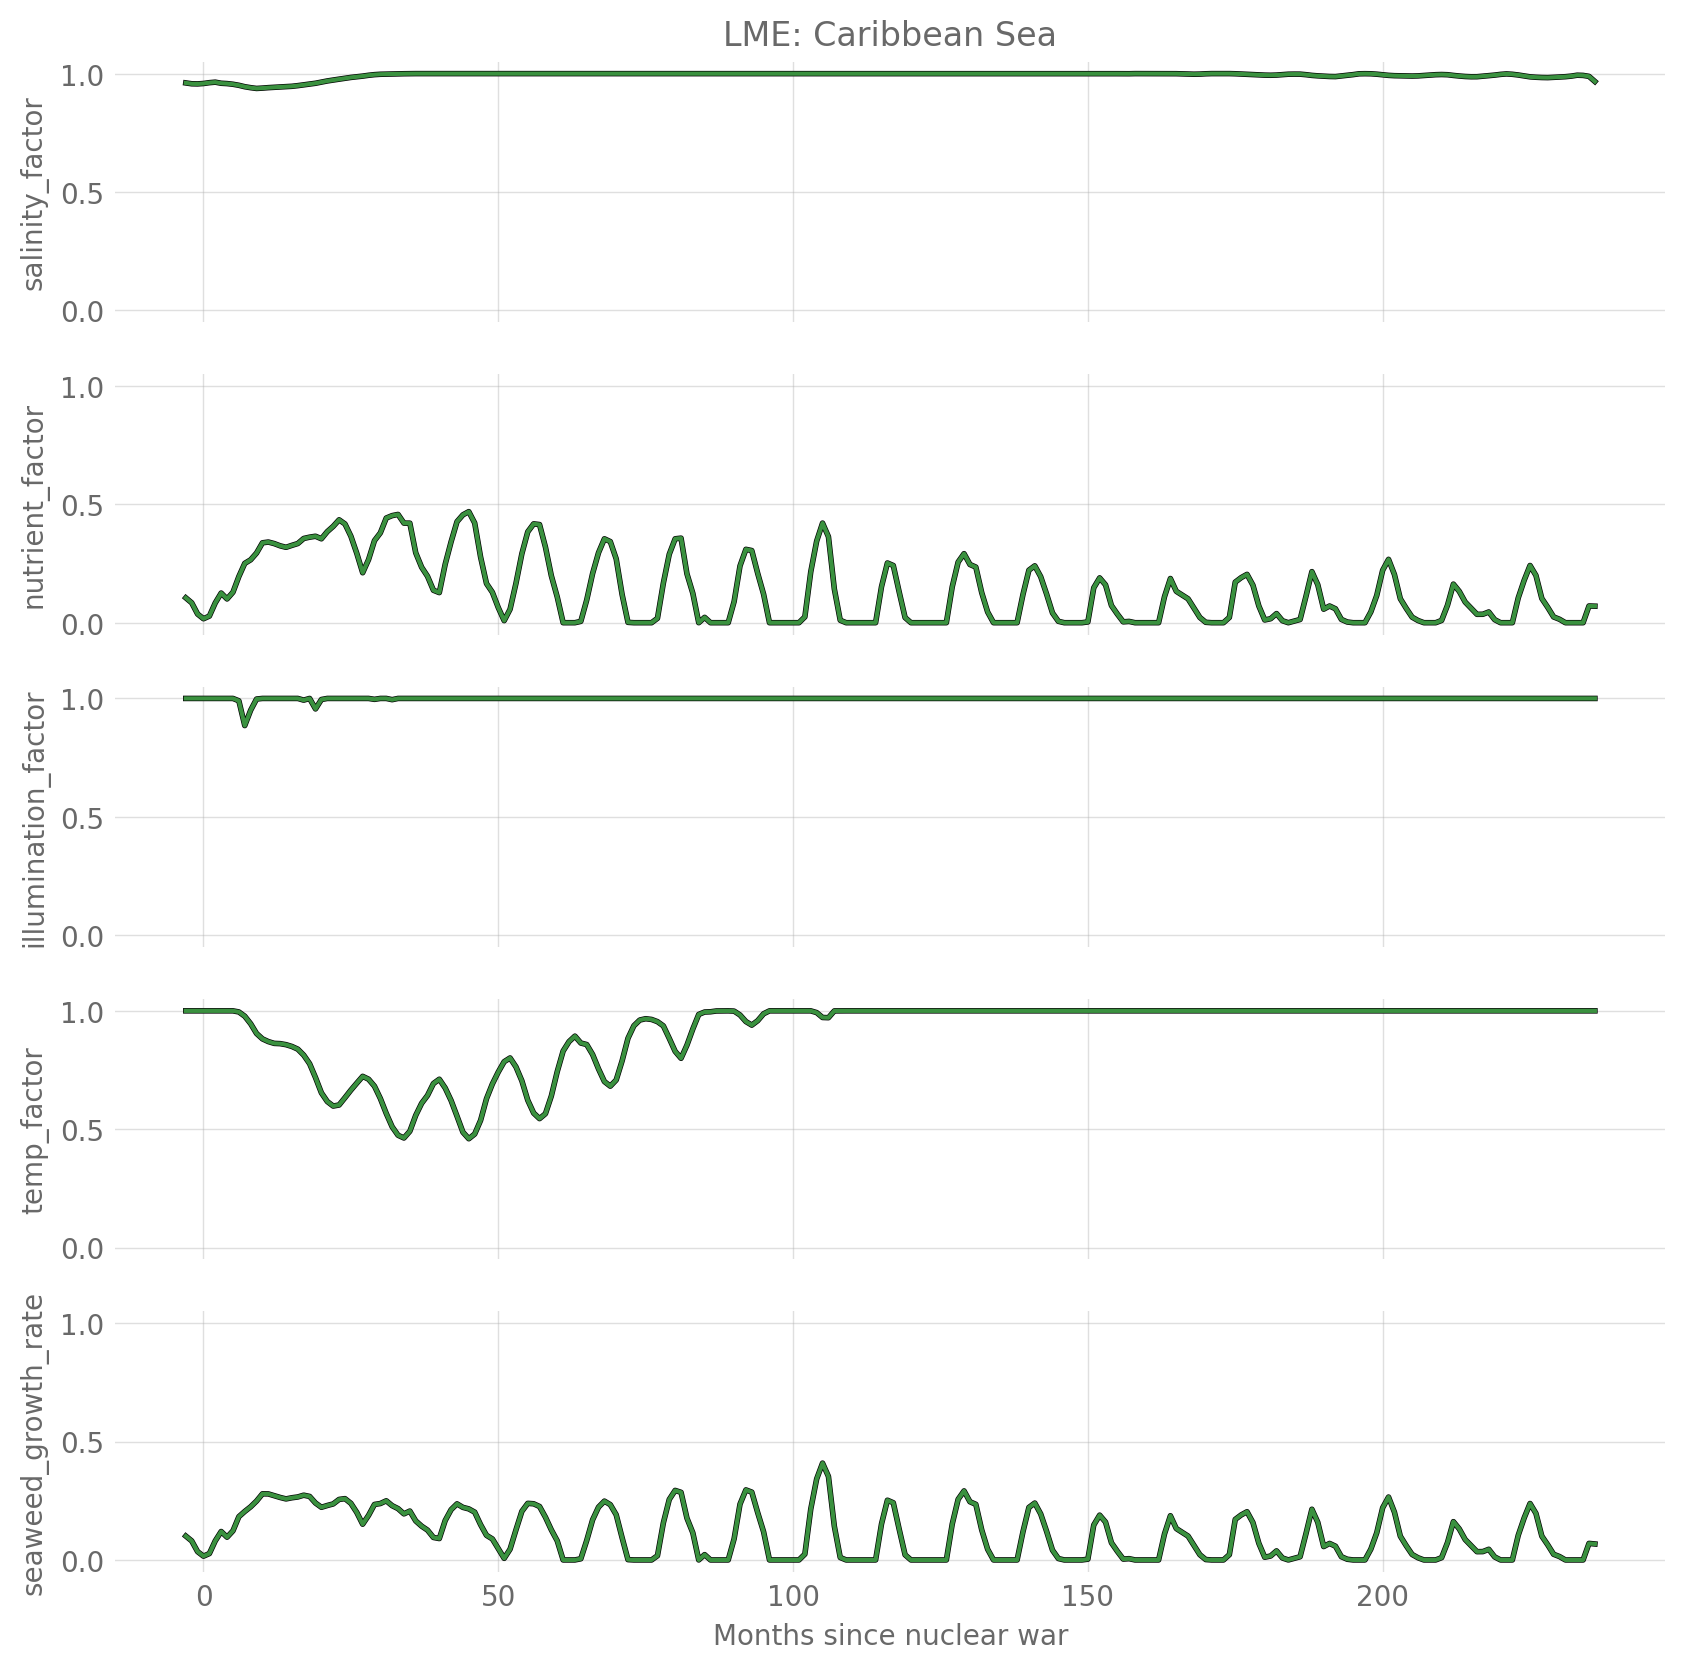 LME: Caribbean Sea
salinity_factor
1.0
0.5
0.0
nutrient_factor
1.0
0.5
0.0
illumination_factor
1.0
0.5
0.0
temp_factor
1.0
0.5
0.0
seaweed_growth_rate
1.0
0.5
0.0
0 50 100 150 200
Months since nuclear war